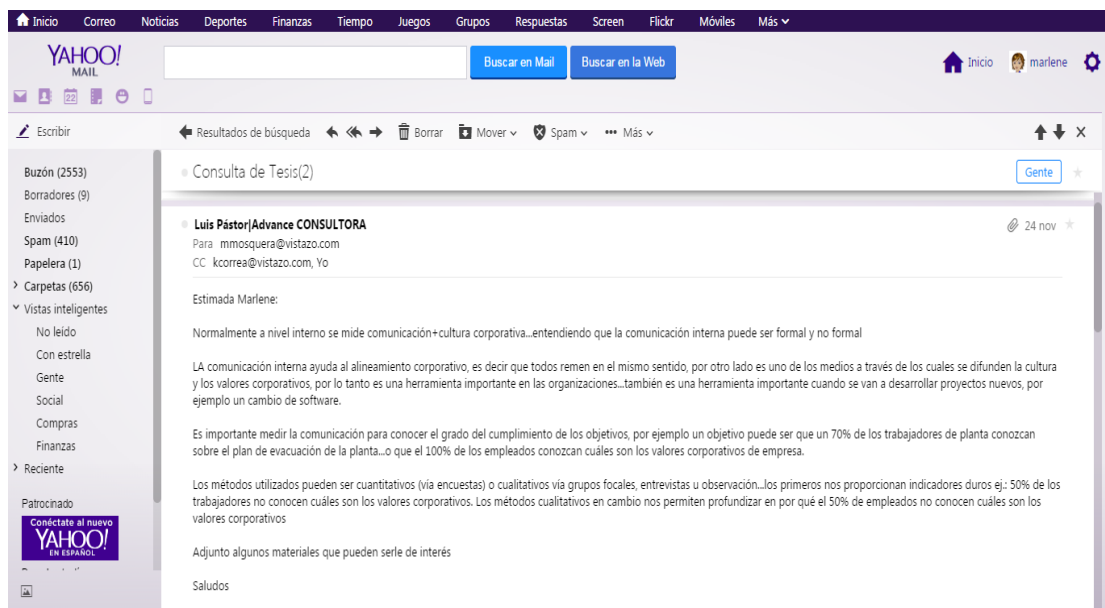 Inicio Correo Noticias Deportes Finanzas Tiempo Juegos Grupos Respuestas Screen Flickr Móviles Más
YAHOO!
MAIL
Buscar en Mail Buscar en la Web Inicio marlene
22
Escribir Resultados de búsqueda Borrar Mover Spam Más
Buzón (2553)
Borradores (9)
Enviados
Spam (410)
Papelera (1)
Carpetas (656)
Vistas inteligentes
No leído
Con estrella
Gente
Social
Compras
Finanzas
Reciente
Patrocinado
Conéctate al nuevo
YAHOO!
EN ESPAÑOL
Consulta de Tesis(2) Gente
Luis Pástor|Advance CONSULTORA 24 nov
Para mmosquera@vistazo.com
CC kcorrea@vistazo.com, Yo
Estimada Marlene:
Normalmente a nivel interno se mide comunicación+cultura corporativa...entendiendo que la comunicación interna puede ser formal y no formal
LA comunicación interna ayuda al alineamiento corporativo, es decir que todos remen en el mismo sentido, por otro lado es uno de los medios a través de los cuales se difunden la cultura
y los valores corporativos, por lo tanto es una herramienta importante en las organizaciones...también es una herramienta importante cuando se van a desarrollar proyectos nuevos, por
ejemplo un cambio de software.
Es importante medir la comunicación para conocer el grado del cumplimiento de los objetivos, por ejemplo un objetivo puede ser que un 70% de los trabajadores de planta conozcan
sobre el plan de evacuación de la planta...o que el 100% de los empleados conozcan cuáles son los valores corporativos de empresa.
Los métodos utilizados pueden ser cuantitativos (vía encuestas) o cualitativos vía grupos focales, entrevistas u observación...los primeros nos proporcionan indicadores duros ej.: 50% de los
trabajadores no conocen cuáles son los valores corporativos. Los métodos cualitativos en cambio nos permiten profundizar en por qué el 50% de empleados no conocen cuáles son los
valores corporativos
Adjunto algunos materiales que pueden serle de interés
Saludos